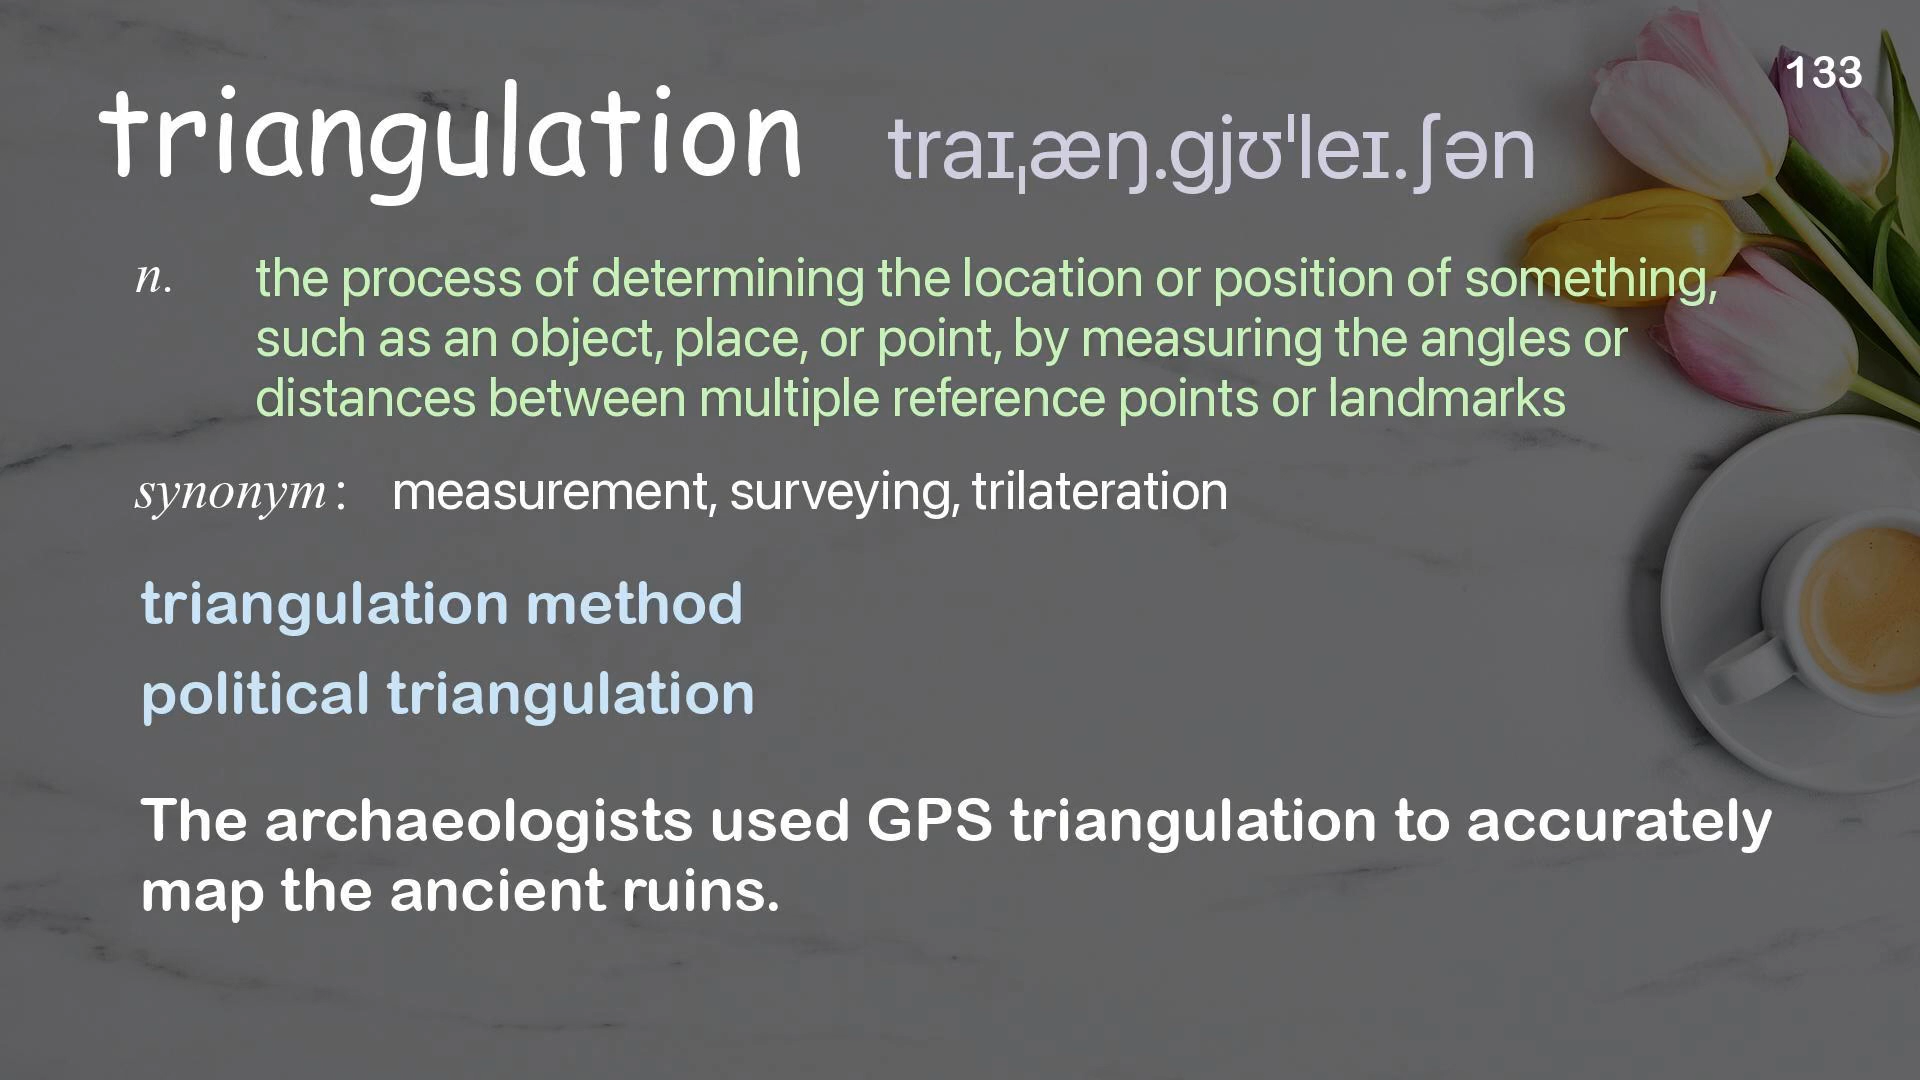 133
triangulation traɪˌæŋ.gjʊˈleɪ.ʃən
n. the process of determining the location or position of something,
such as an object, place, or point, by measuring the angles or
distances between multiple reference points or landmarks
synonym : measurement, surveying, trilateration
triangulation method
political triangulation
The archaeologists used GPS triangulation to accurately
map the ancient ruins.